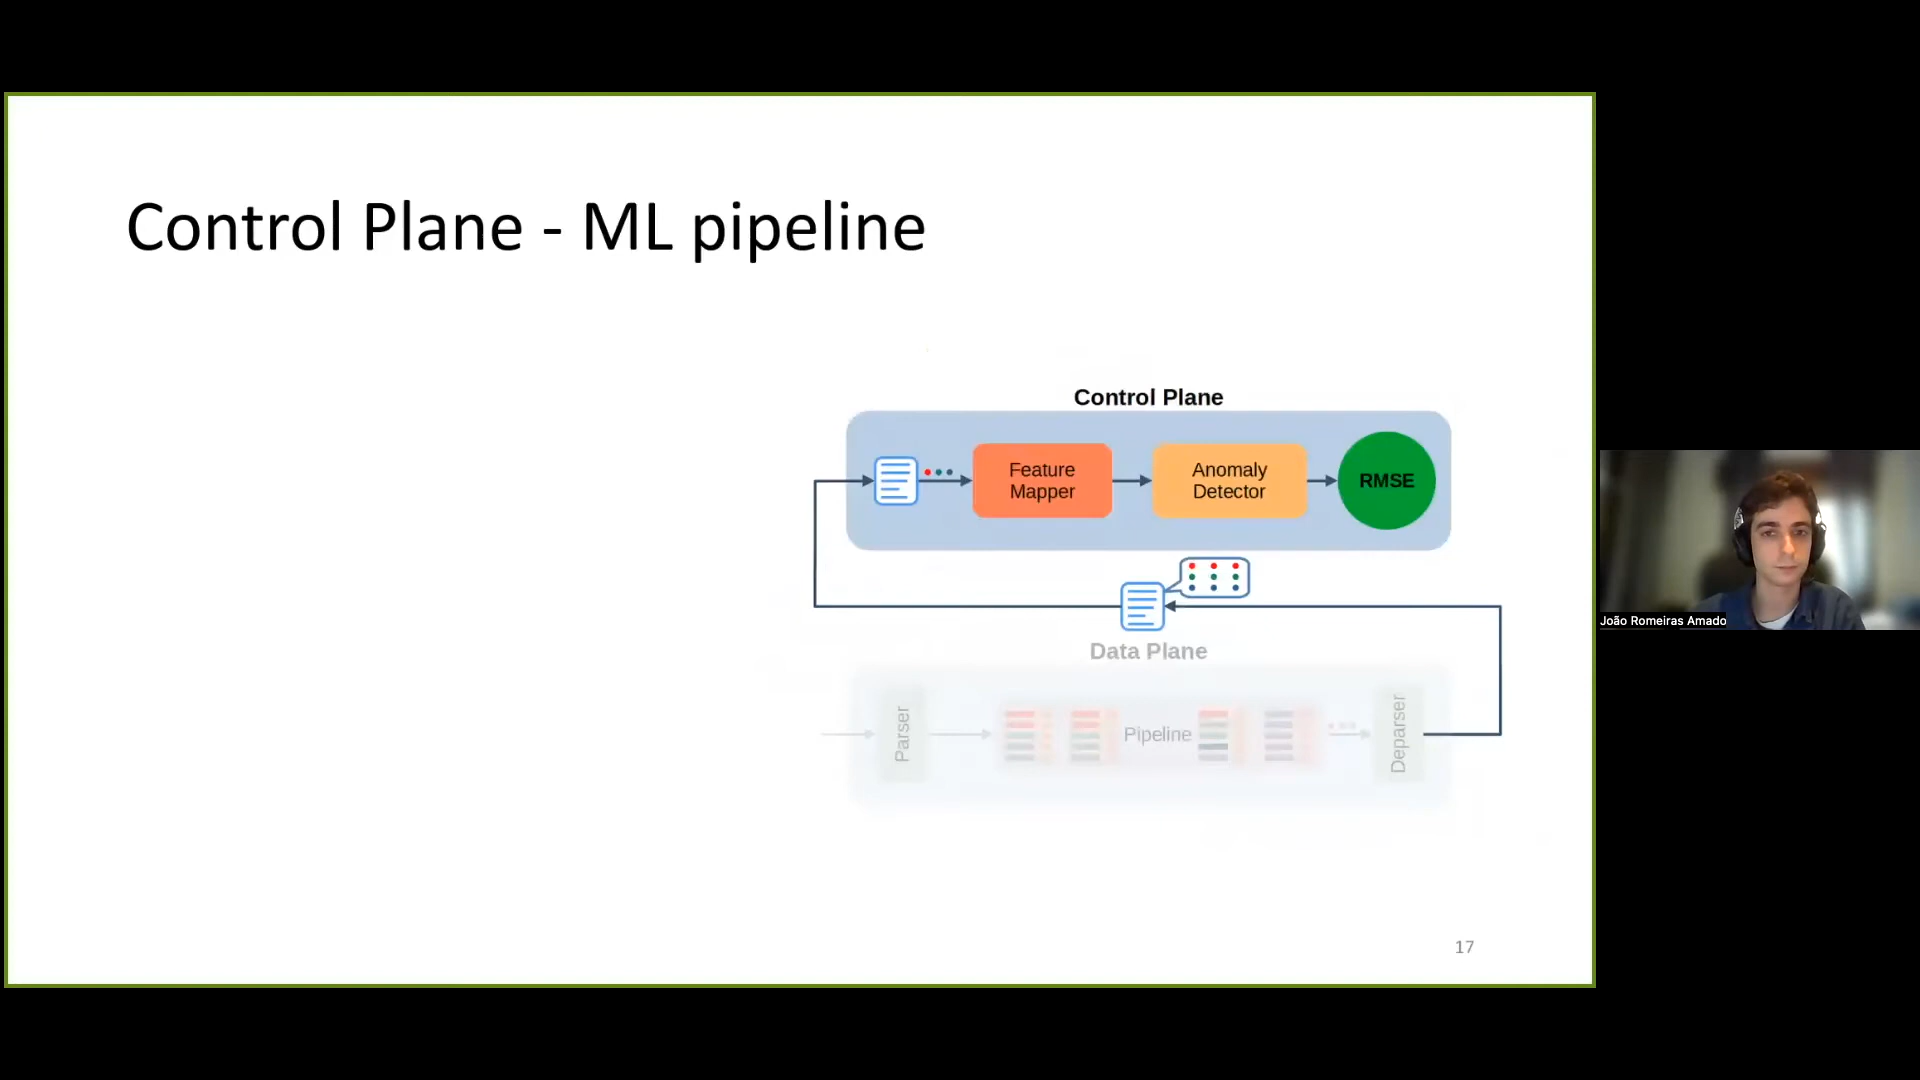 Control Plane - ML pipeline
Control Plane
Feature
Mapper
Anomaly
Detector
RMSE
Data Plane
Parser
Pipeline
Deparser
17
João Romeiras Amado